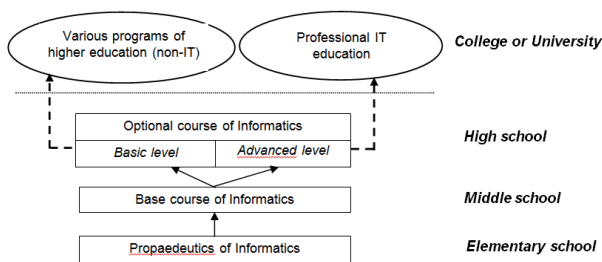 Various programs of
higher education (non-IT)
Professional IT
education
College or University
Optional course of Informatics
Basic level
Advanced level
High school
Base course of Informatics
Middle school
Propaedeutics of Informatics
Elementary school